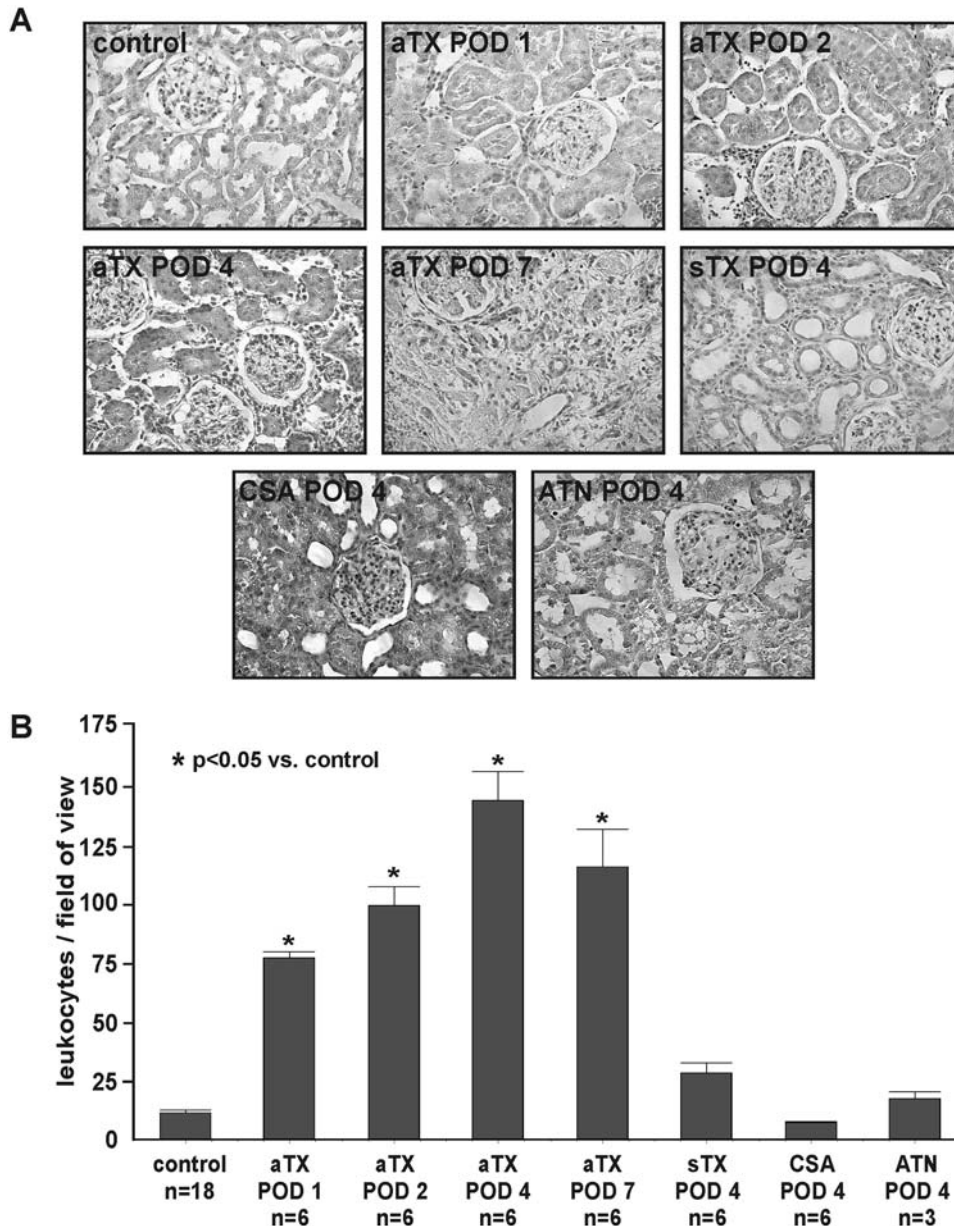 A
control
aTX POD 1
aTX POD 2
aTX POD 4
aTX POD 7
sTX POD 4
CSA POD 4
ATN POD 4
B
leukocytes / field of view
175
150
125
100
75
50
25
0
* p<0.05 vs. control
*
*
*
*
control
n=18
aTX
POD 1
n=6
aTX
POD 2
n=6
aTX
POD 4
n=6
aTX
POD 7
n=6
sTX
POD 4
n=6
CSA
POD 4
n=6
ATN
POD 4
n=3